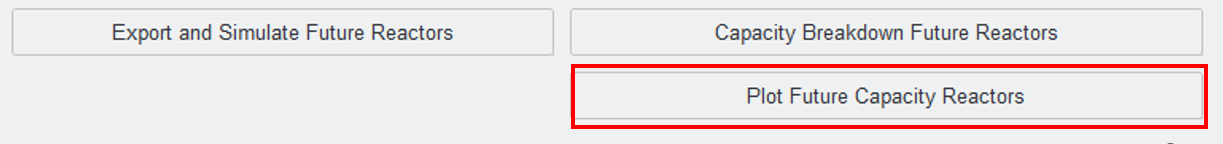 Export and Simulate Future Reactors
Capacity Breakdown Future Reactors
Plot Future Capacity Reactors